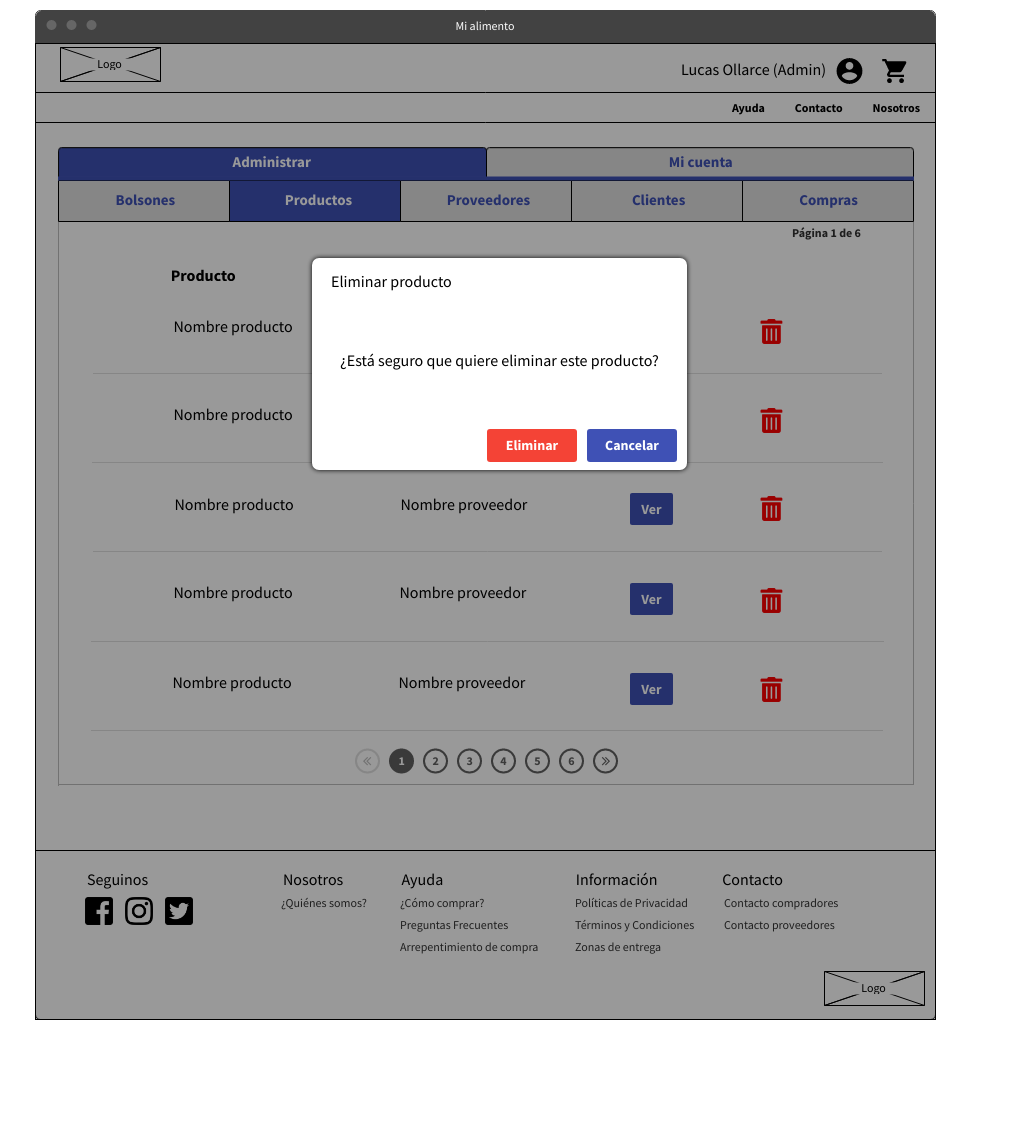 Mi alimento
Logo
Lucas Ollarce (Admin)
Ayuda Contacto Nosotros
Administrar Mi cuenta
Bolsones Productos Proveedores Clientes Compras
Página 1 de 6
Producto
Nombre producto
Nombre producto
Eliminar producto
¿Está seguro que quiere eliminar este producto?
Eliminar Cancelar
Nombre producto Nombre proveedor Ver
Nombre producto Nombre proveedor Ver
Nombre producto Nombre proveedor Ver
« 1 2 3 4 5 6 »
Seguinos Nosotros Ayuda Información Contacto
¿Quiénes somos? ¿Cómo comprar? Políticas de Privacidad Contacto compradores
Preguntas Frecuentes Términos y Condiciones Contacto proveedores
Arrepentimiento de compra Zonas de entrega
Logo